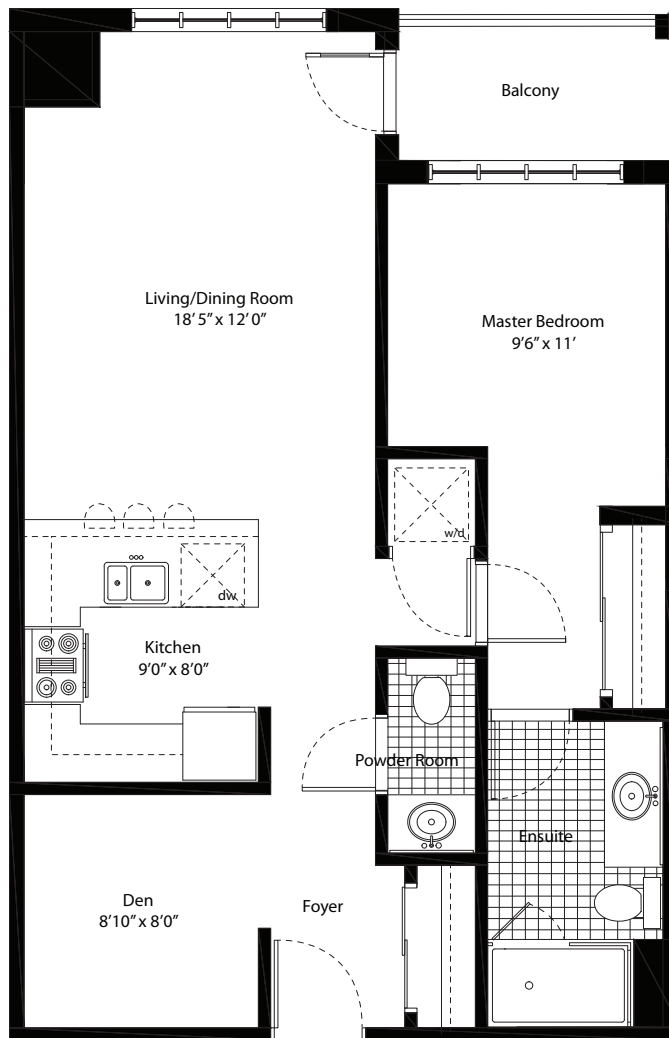 Balcony
Living/Dining Room
18' 5" x 12' 0"
Master Bedroom
9'6" x 11'
w/d
dw
Kitchen
9'0" x 8'0"
Powder Room
Ensuite
Den
8'10" x 8'0"
Foyer